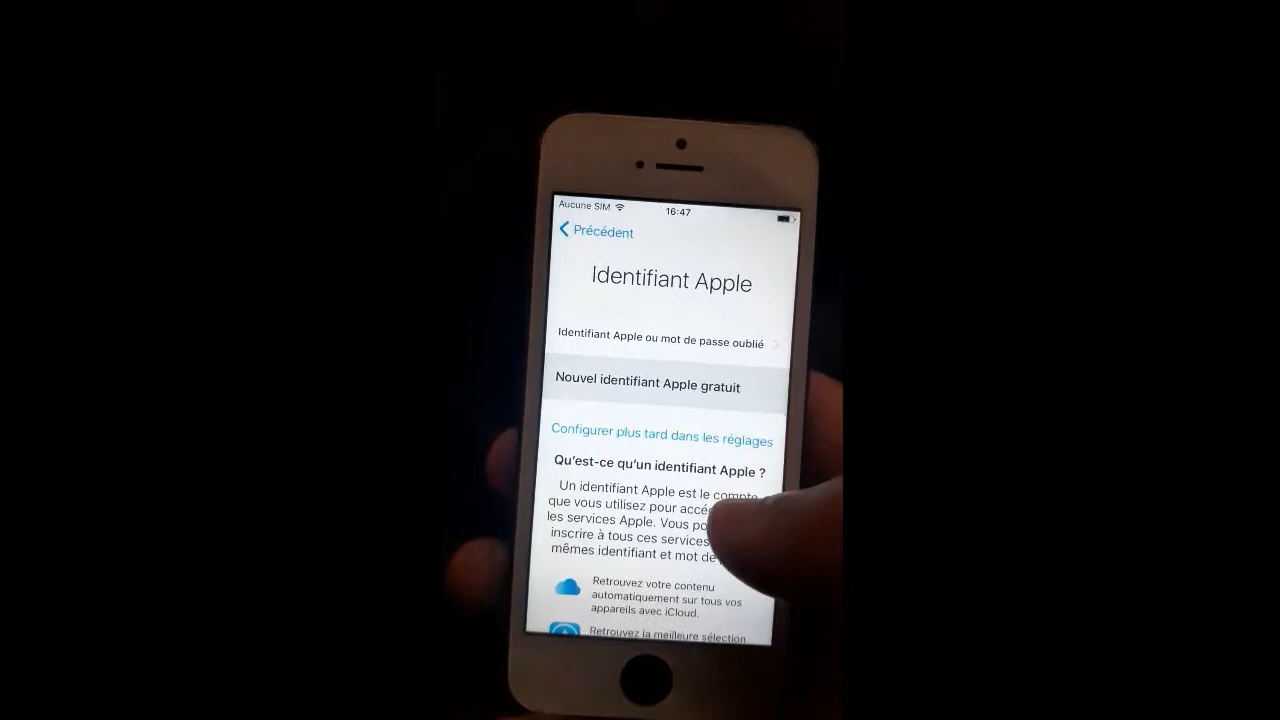 Aucune SIM
16:47
Précédent
Identifiant Apple
Identifiant Apple ou mot de passe oublié
Nouvel identifiant Apple gratuit
Configurer plus tard dans les réglages
Qu'est-ce qu'un identifiant Apple ?
Un identifiant Apple est le compte
que vous utilisez pour accé
les services Apple. Vous po
inscrire à tous ces services
mêmes identifiant et mot de
Retrouvez votre contenu
automatiquement sur tous vos
appareils avec iCloud.
Retrouvez la meilleure sélection